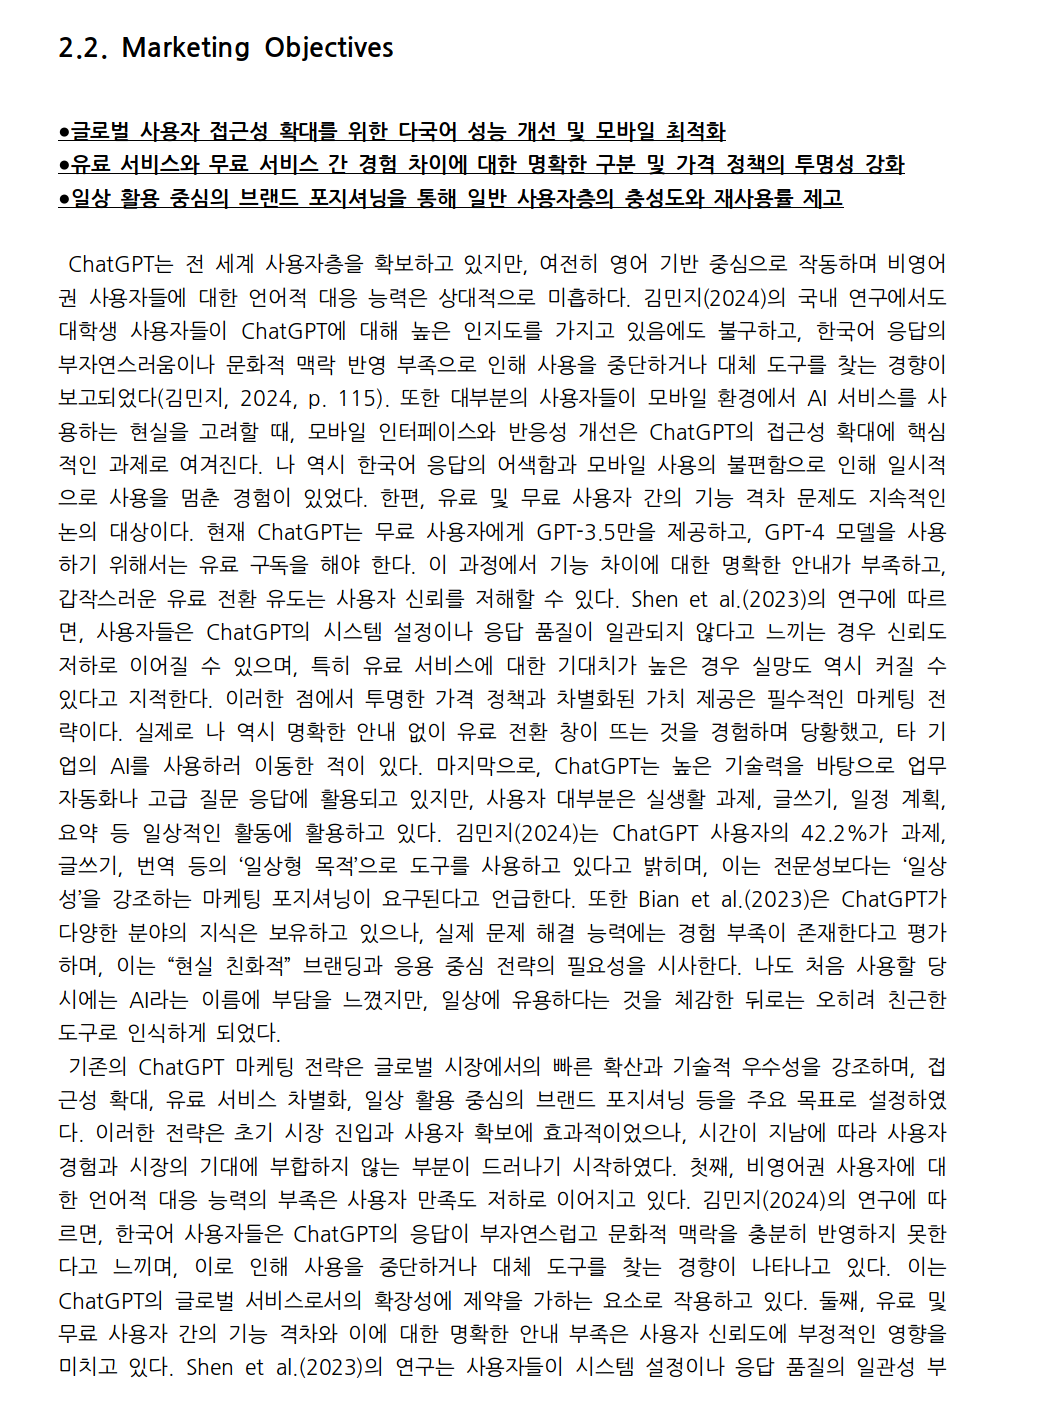 2.2. Marketing Objectives
●글로벌 사용자 접근성 확대를 위한 다국어 성능 개선 및 모바일 최적화
●유료 서비스와 무료 서비스 간 경험 차이에 대한 명확한 구분 및 가격 정책의 투명성 강화
●일상 활용 중심의 브랜드 포지셔닝을 통해 일반 사용자층의 충성도와 재사용률 제고
ChatGPT는 전 세계 사용자층을 확보하고 있지만, 여전히 영어 기반 중심으로 작동하며 비영어
권 사용자들에 대한 언어적 대응 능력은 상대적으로 미흡하다. 김민지(2024)의 국내 연구에서도
대학생 사용자들이 ChatGPT에 대해 높은 인지도를 가지고 있음에도 불구하고, 한국어 응답의
부자연스러움이나 문화적 맥락 반영 부족으로 인해 사용을 중단하거나 대체 도구를 찾는 경향이
보고되었다(김민지, 2024, p. 115). 또한 대부분의 사용자들이 모바일 환경에서 AI 서비스를 사
용하는 현실을 고려할 때, 모바일 인터페이스와 반응성 개선은 ChatGPT의 접근성 확대에 핵심
적인 과제로 여겨진다. 나 역시 한국어 응답의 어색함과 모바일 사용의 불편함으로 인해 일시적
으로 사용을 멈춘 경험이 있었다. 한편, 유료 및 무료 사용자 간의 기능 격차 문제도 지속적인
논의 대상이다. 현재 ChatGPT는 무료 사용자에게 GPT-3.5만을 제공하고, GPT-4 모델을 사용
하기 위해서는 유료 구독을 해야 한다. 이 과정에서 기능 차이에 대한 명확한 안내가 부족하고,
갑작스러운 유료 전환 유도는 사용자 신뢰를 저해할 수 있다. Shen et al.(2023)의 연구에 따르
면, 사용자들은 ChatGPT의 시스템 설정이나 응답 품질이 일관되지 않다고 느끼는 경우 신뢰도
저하로 이어질 수 있으며, 특히 유료 서비스에 대한 기대치가 높은 경우 실망도 역시 커질 수
있다고 지적한다. 이러한 점에서 투명한 가격 정책과 차별화된 가치 제공은 필수적인 마케팅 전
략이다. 실제로 나 역시 명확한 안내 없이 유료 전환 창이 뜨는 것을 경험하며 당황했고, 타 기
업의 AI를 사용하러 이동한 적이 있다. 마지막으로, ChatGPT는 높은 기술력을 바탕으로 업무
자동화나 고급 질문 응답에 활용되고 있지만, 사용자 대부분은 실생활 과제, 글쓰기, 일정 계획,
요약 등 일상적인 활동에 활용하고 있다. 김민지(2024)는 ChatGPT 사용자의 42.2%가 과제,
글쓰기, 번역 등의 ‘일상형 목적’으로 도구를 사용하고 있다고 밝히며, 이는 전문성보다는 ‘일상
성’을 강조하는 마케팅 포지셔닝이 요구된다고 언급한다. 또한 Bian et al.(2023)은 ChatGPT가
다양한 분야의 지식은 보유하고 있으나, 실제 문제 해결 능력에는 경험 부족이 존재한다고 평가
하며, 이는 “현실 친화적” 브랜딩과 응용 중심 전략의 필요성을 시사한다. 나도 처음 사용할 당
시에는 AI라는 이름에 부담을 느꼈지만, 일상에 유용하다는 것을 체감한 뒤로는 오히려 친근한
도구로 인식하게 되었다.
기존의 ChatGPT 마케팅 전략은 글로벌 시장에서의 빠른 확산과 기술적 우수성을 강조하며, 접
근성 확대, 유료 서비스 차별화, 일상 활용 중심의 브랜드 포지셔닝 등을 주요 목표로 설정하였
다. 이러한 전략은 초기 시장 진입과 사용자 확보에 효과적이었으나, 시간이 지남에 따라 사용자
경험과 시장의 기대에 부합하지 않는 부분이 드러나기 시작하였다. 첫째, 비영어권 사용자에 대
한 언어적 대응 능력의 부족은 사용자 만족도 저하로 이어지고 있다. 김민지(2024)의 연구에 따
르면, 한국어 사용자들은 ChatGPT의 응답이 부자연스럽고 문화적 맥락을 충분히 반영하지 못한
다고 느끼며, 이로 인해 사용을 중단하거나 대체 도구를 찾는 경향이 나타나고 있다. 이는
ChatGPT의 글로벌 서비스로서의 확장성에 제약을 가하는 요소로 작용하고 있다. 둘째, 유료 및
무료 사용자 간의 기능 격차와 이에 대한 명확한 안내 부족은 사용자 신뢰도에 부정적인 영향을
미치고 있다. Shen et al.(2023)의 연구는 사용자들이 시스템 설정이나 응답 품질의 일관성 부